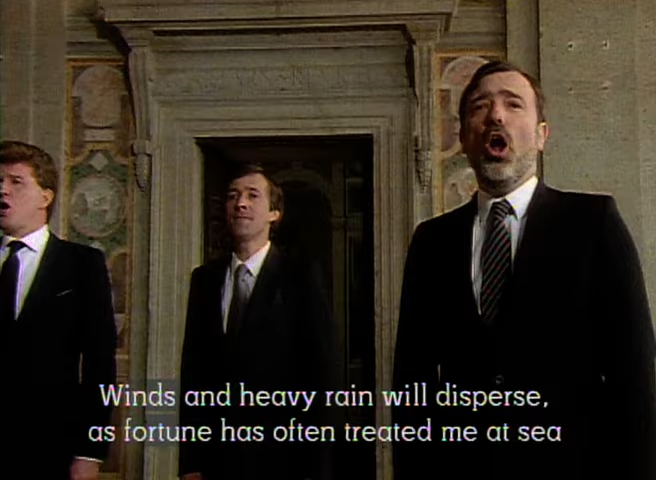 Winds and heavy rain will disperse,
as fortune has often treated me at sea